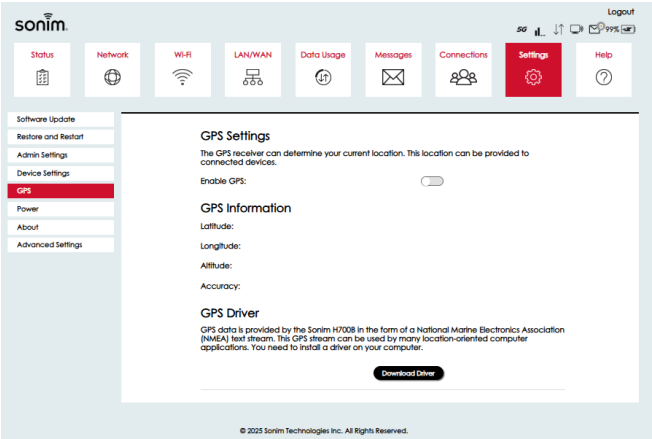 Logout
sonim.
5G 99%
Status Network Wi-Fi LAN/WAN Data Usage Messages Connections Settings Help
Software Update
Restore and Restart
Admin Settings
Device Settings
GPS
Power
About
Advanced Settings
GPS Settings
The GPS receiver can determine your current location. This location can be provided to
connected devices.
Enable GPS:
GPS Information
Latitude:
Longitude:
Altitude:
Accuracy:
GPS Driver
GPS data is provided by the Sonim H700B in the form of a National Marine Electronics Association
(NMEA) text stream. This GPS stream can be used by many location-oriented computer
applications. You need to install a driver on your computer.
Download Driver
© 2025 Sonim Technologies Inc. All Rights Reserved.